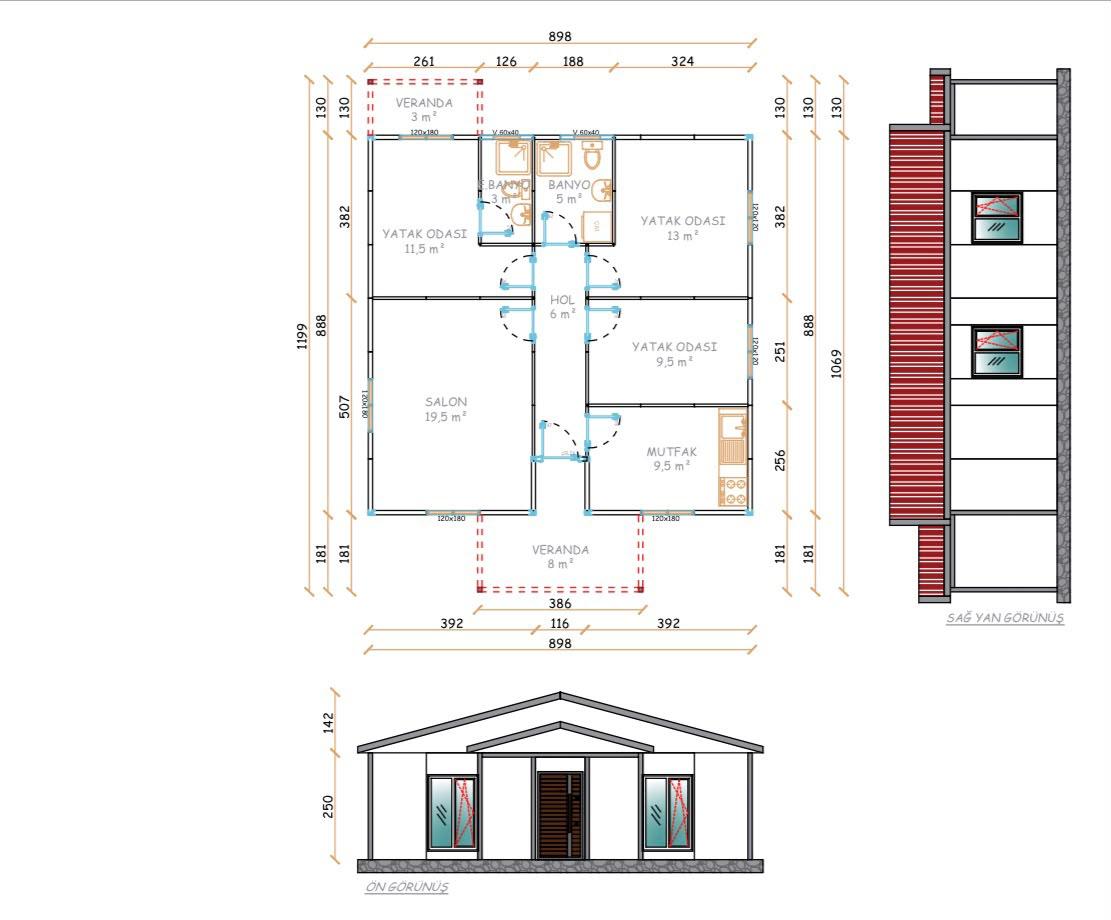 898
261 126 188 324
130 130 130 130
VERANDA
3 m²
120x180 V 60x40 V 60x40
E.BANYO
3 m²
BANYO
5 m²
YATAK ODASI
11,5 m²
YATAK ODASI
13 m²
120x120
382 382
HOL
6 m²
1199 888 888 1069
YATAK ODASI
9,5 m²
120x120
251
SALON
19,5 m²
120x180
507
MUTFAK
9,5 m²
256
120x180 120x180
VERANDA
8 m²
181 181 181 181
386
392 116 392
898
SAĞ YAN GÖRÜNÜŞ
142
250
ÖN GÖRÜNÜŞ